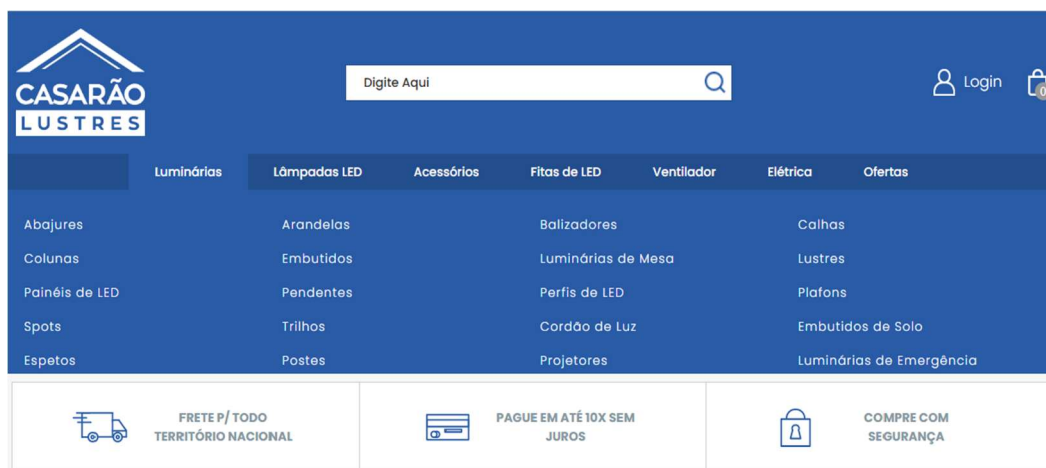 CASARÃO
LUSTRES
Digite Aqui
Login
0
Luminárias Lâmpadas LED Acessórios Fitas de LED Ventilador Elétrica Ofertas
Abajures Arandelas Balizadores Calhas
Colunas Embutidos Luminárias de Mesa Lustres
Painéis de LED Pendentes Perfis de LED Plafons
Spots Trilhos Cordão de Luz Embutidos de Solo
Espetos Postes Projetores Luminárias de Emergência
FRETE P/ TODO
TERRITÓRIO NACIONAL
PAGUE EM ATÉ 10X SEM
JUROS
COMPRE COM
SEGURANÇA